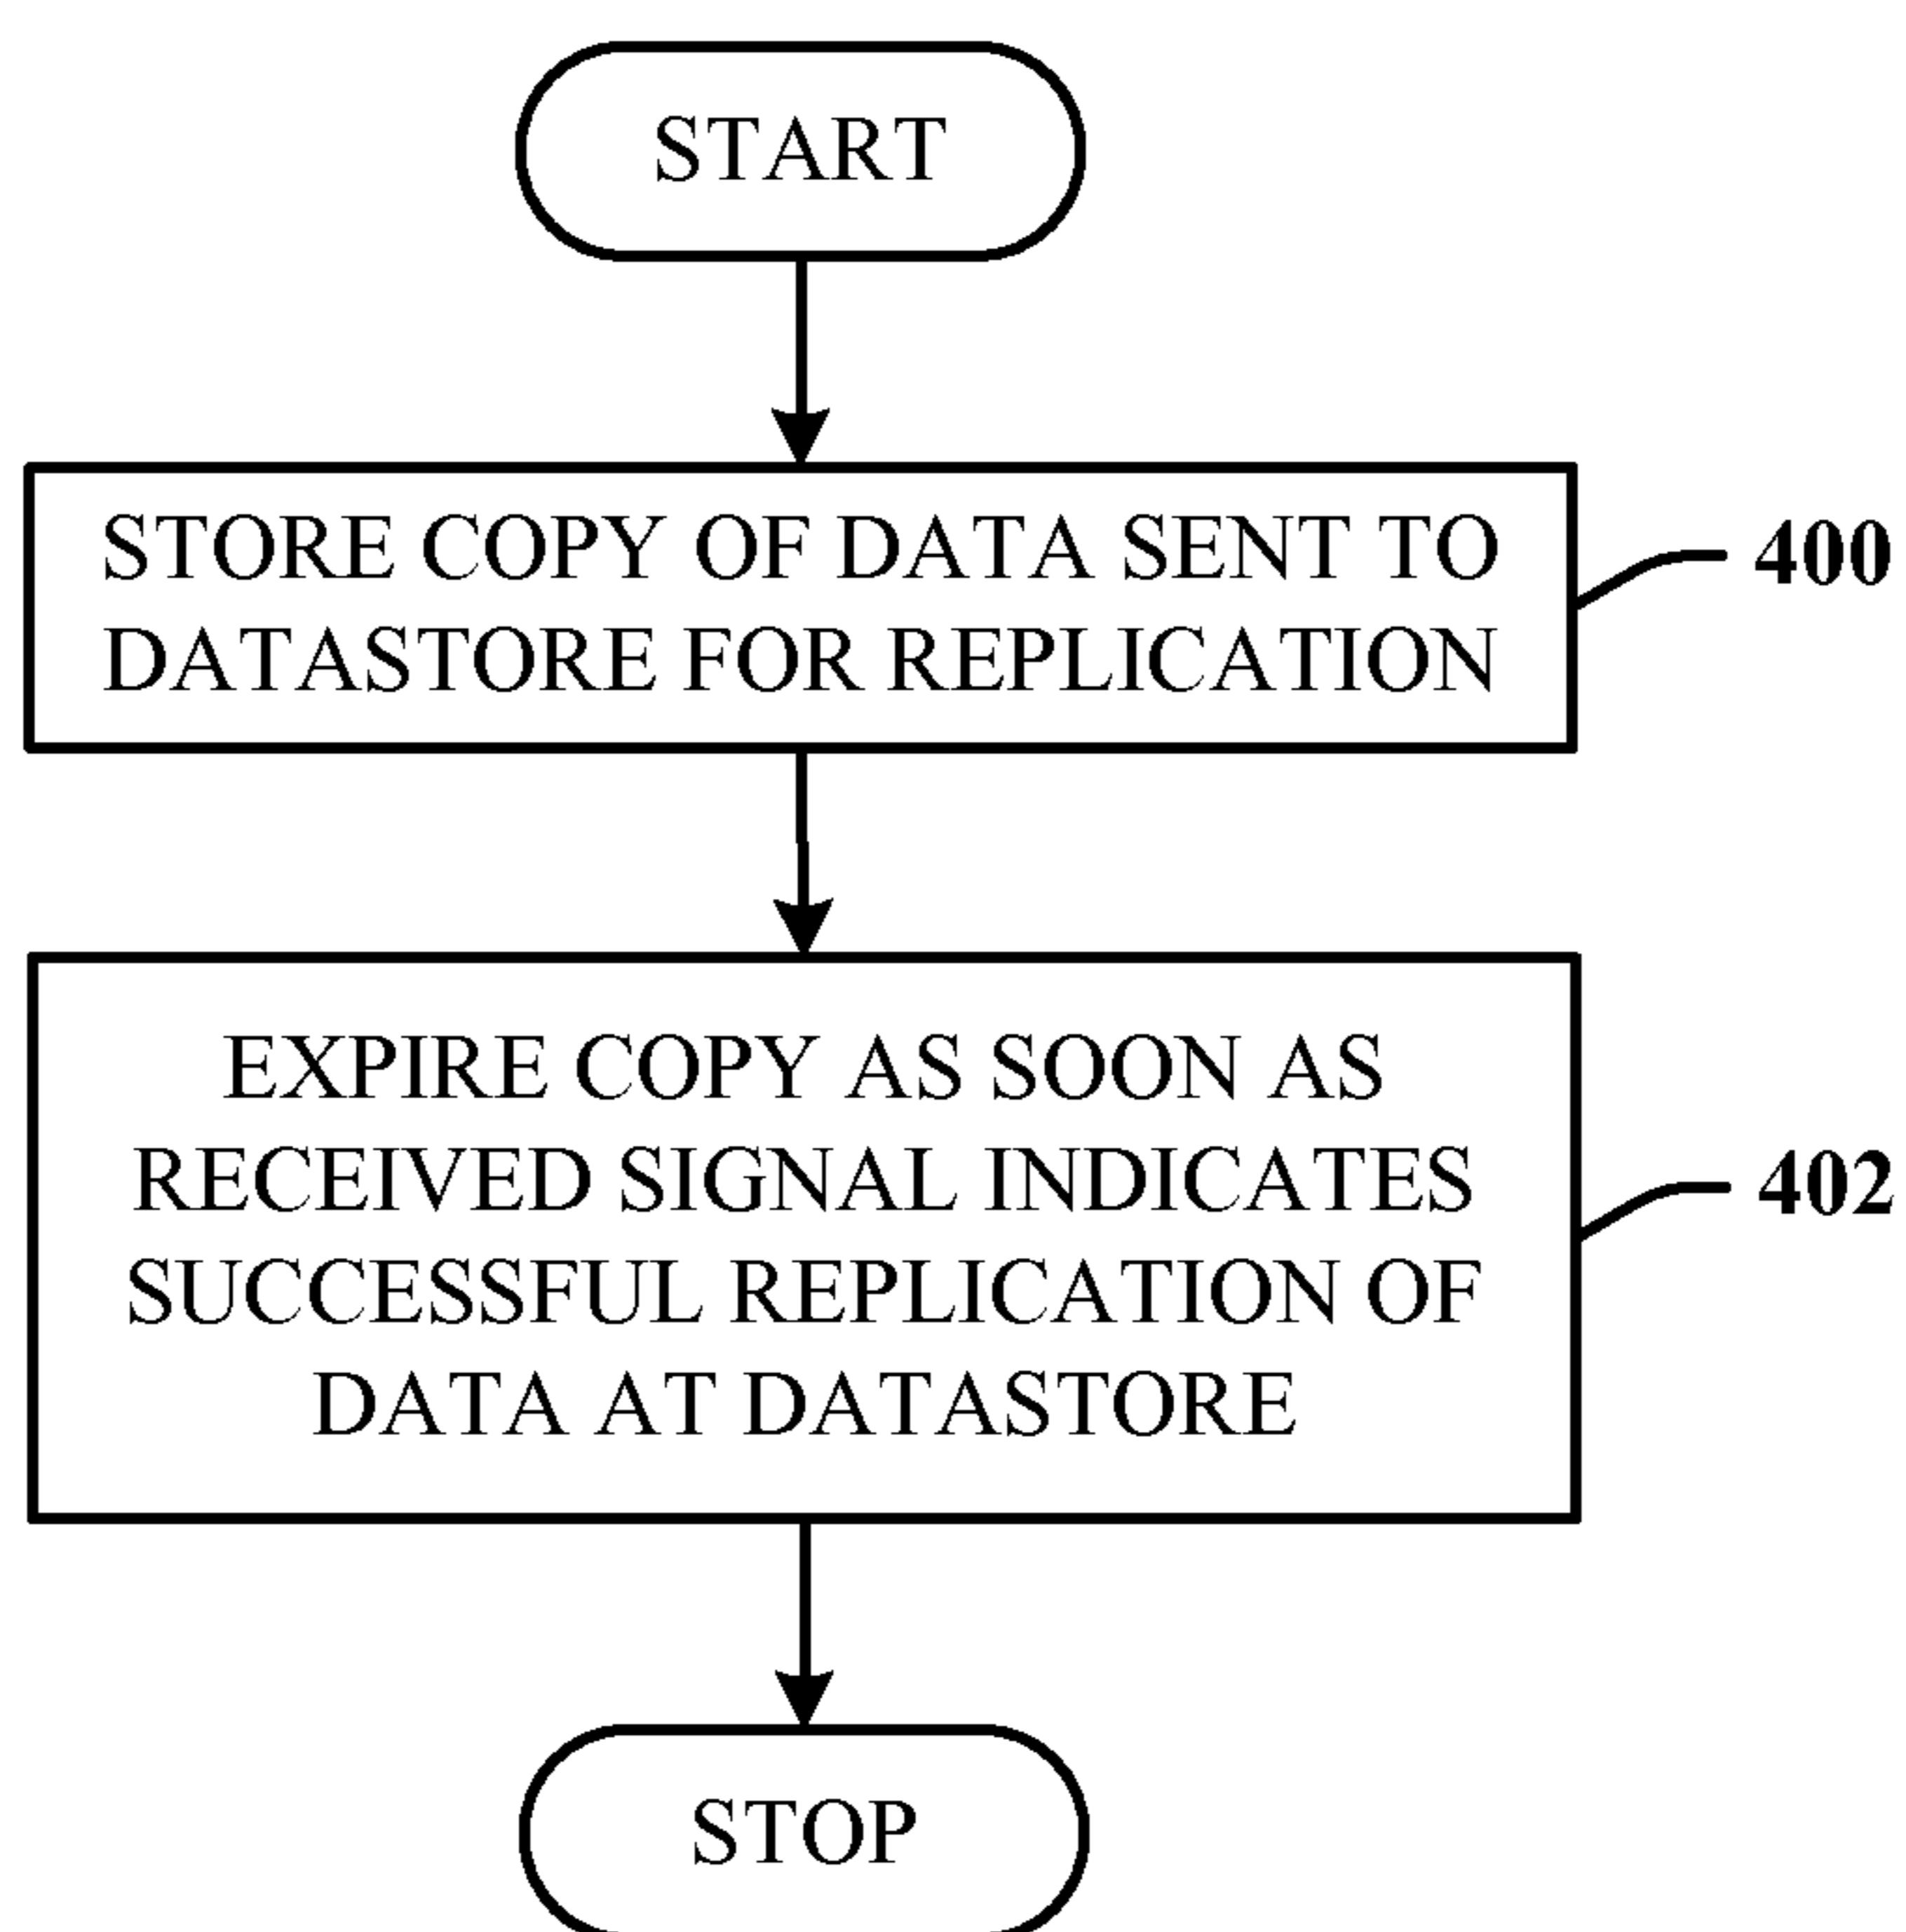 START
STORE COPY OF DATA SENT TO
DATASTORE FOR REPLICATION
400
EXPIRE COPY AS SOON AS
RECEIVED SIGNAL INDICATES
SUCCESSFUL REPLICATION OF
DATA AT DATASTORE
402
STOP